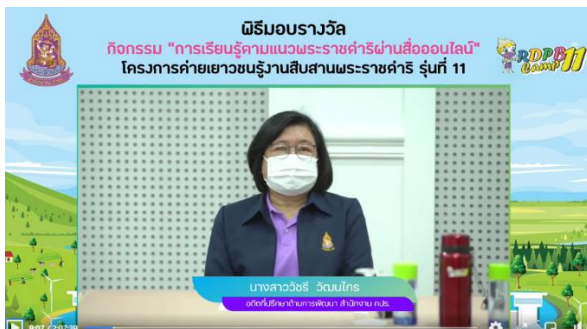 พิธีมอบรางวัล
กิจกรรม "การเรียนรู้ตามแนวพระราชดำริผ่านสื่อออนไลน์"
โครงการค่ายเยาวชนรู้งานสืบสานพระราชดำริ รุ่นที่ 11
RDPB
Camp 11
นางสาววัชรี วัฒนไกร
อดีตที่ปรึกษาด้านการพัฒนา สำนักงาน กปร.